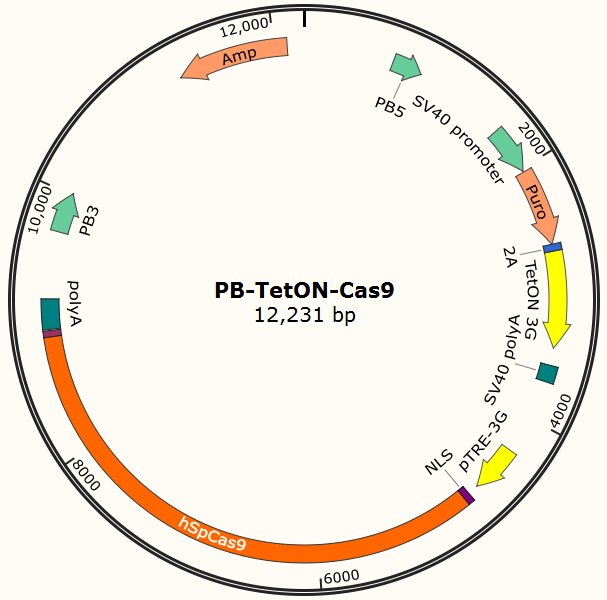 12,000
Amp
PB5
SV40 promoter
2000
Puro
2A
TetON 3G
SV40 polyA
4000
pTRE-3G
NLS
6000
hSpCas9
8000
polyA
PB3
10,000
PB-TetON-Cas9
12,231 bp